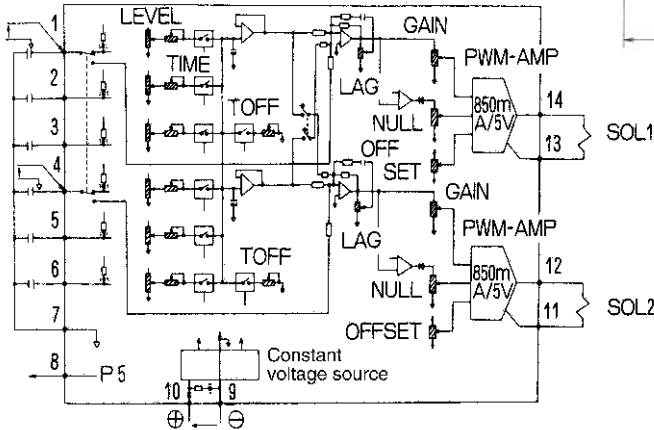 1
LEVEL
GAIN
TIME
PWM-AMP
2
LAG
TOFF
850m
A/5V
14
NULL
3
13
SOL1
OFF
SET
4
GAIN
LAG
PWM-AMP
5
TOFF
850m
A/5V
12
6
NULL
11
SOL2
7
OFFSET
8
P5
Constant
voltage source
10
9
⊕
⊖